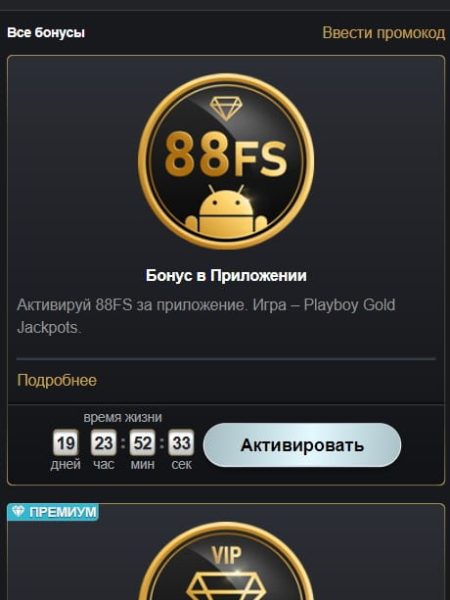 Все бонусы Ввести промокод
88FS
Бонус в Приложении
Активируй 88FS за приложение. Игра – Playboy Gold
Jackpots.
Подробнее
время жизни
19 23 : 52 : 33
дней час мин сек
Активировать
ПРЕМИУМ
VIP